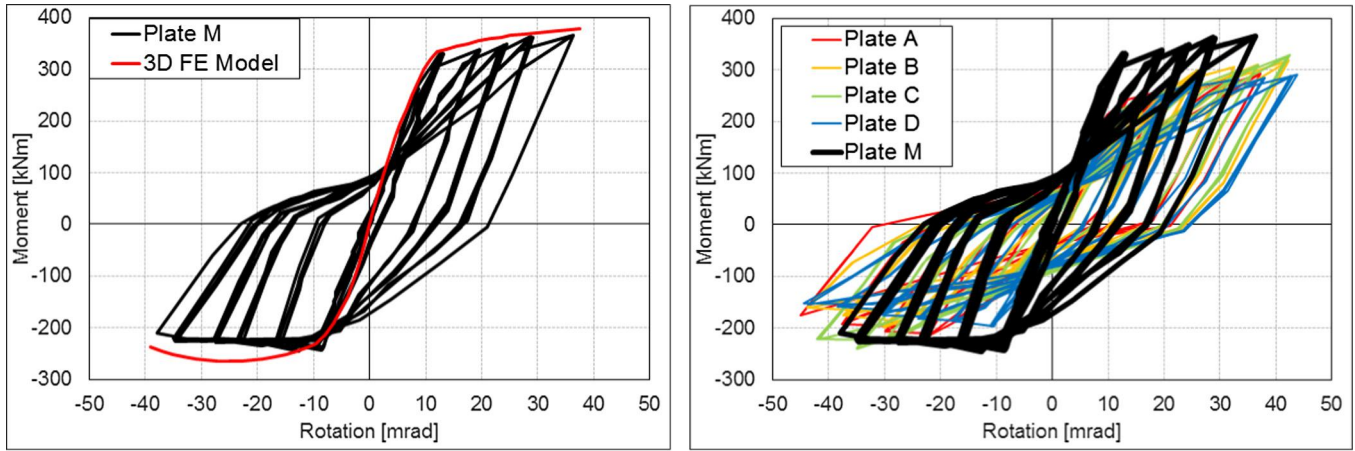 400
300
200
100
0
-100
-200
-300
Moment [kNm]
Plate M
3D FE Model
-50 -40 -30 -20 -10 0 10 20 30 40 50
Rotation [mrad]
400
300
200
100
0
-100
-200
-300
Moment [kNm]
Plate A
Plate B
Plate C
Plate D
Plate M
-50 -40 -30 -20 -10 0 10 20 30 40 50
Rotation [mrad]